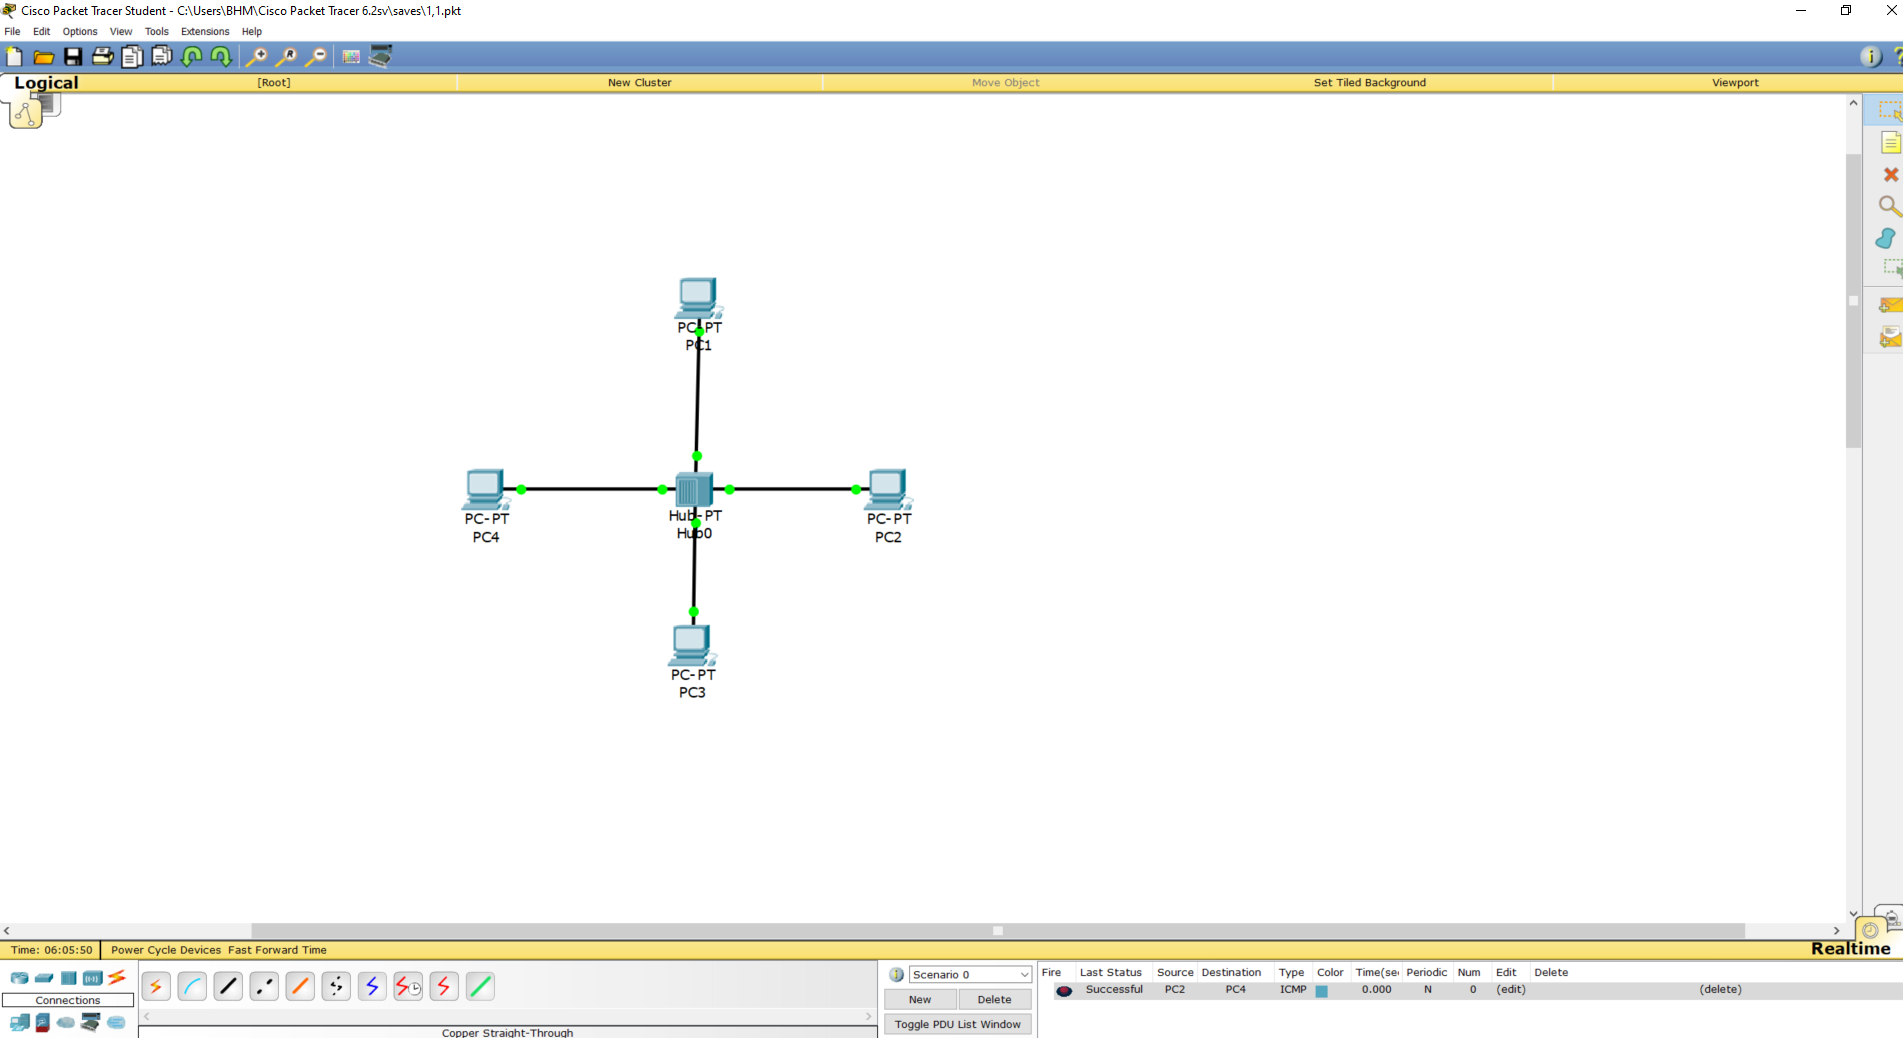 Cisco Packet Tracer Student - C:\Users\BHM\Cisco Packet Tracer 6.2sv\saves\1,1.pkt
File Edit Options View Tools Extensions Help
Logical [Root] New Cluster Move Object Set Tiled Background Viewport
PC-PT
PC1
PC-PT
PC4
Hub-PT
Hub0
PC-PT
PC2
PC-PT
PC3
Time: 06:05:50 Power Cycle Devices Fast Forward Time Realtime
Connections
Copper Straight-Through
Scenario 0
New Delete
Toggle PDU List Window
Fire Last Status Source Destination Type Color Time(sec Periodic Num Edit Delete
Successful PC2 PC4 ICMP 0.000 N 0 (edit) (delete)